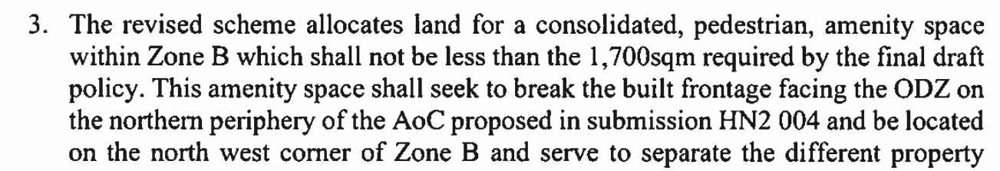 3. The revised scheme allocates land for a consolidated, pedestrian, amenity space
within Zone B which shall not be less than the 1,700sqm required by the final draft
policy. This amenity space shall seek to break the built frontage facing the ODZ on
the northern periphery of the AoC proposed in submission HN2 004 and be located
on the north west corner of Zone B and serve to separate the different property